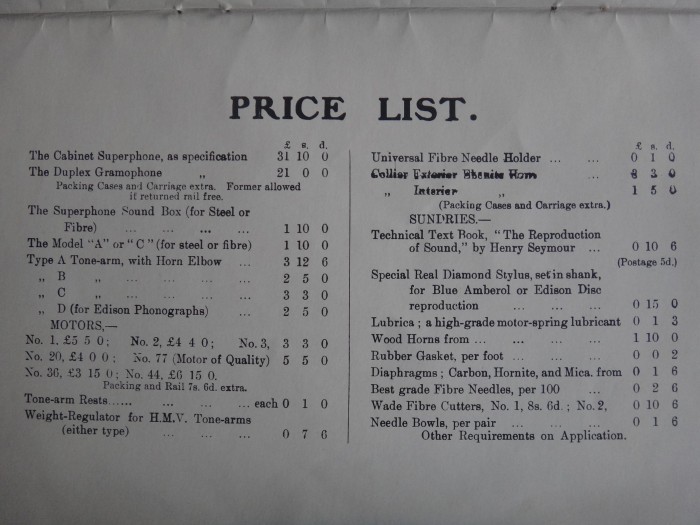 PRICE LIST.
£ s. d.
The Cabinet Superphone, as specification 31 10 0
The Duplex Gramophone „ 21 0 0
Packing Cases and Carriage extra. Former allowed
if returned rail free.
The Superphone Sound Box (for Steel or
Fibre) ... ... ... ... 1 10 0
The Model "A" or "C" (for steel or fibre) 1 10 0
Type A Tone-arm, with Horn Elbow ... 3 12 6
„ B „ ... ... ... ... 2 5 0
„ C „ ... ... ... ... 3 3 0
„ D (for Edison Phonographs) ... 2 5 0
MOTORS,—
No. 1, £5 5 0; No. 2, £4 4 0; No. 3, 3 3 0
No. 20, £4 0 0; No. 77 (Motor of Quality) 5 5 0
No. 36, £3 15 0; No. 44, £6 15 0.
Packing and Rail 7s. 6d. extra.
Tone-arm Rests...... ... ... each 0 1 0
Weight-Regulator for H.M.V. Tone-arms
(either type) ... ... ... 0 7 6
£ s. d.
Universal Fibre Needle Holder ... ... 0 1 0
Collier Exterior Ebonite Horn ... 3 0
„ Interior „ 1 5 0
(Packing Cases and Carriage extra.)
SUNDRIES.—
Technical Text Book, "The Reproduction
of Sound," by Henry Seymour ... 0 10 6
(Postage 5d.)
Special Real Diamond Stylus, set in shank,
for Blue Amberol or Edison Disc
reproduction ... ... ... 0 15 0
Lubrica; a high-grade motor-spring lubricant 0 1 3
Wood Horns from ... ... ... 1 10 0
Rubber Gasket, per foot ... ... 0 0 2
Diaphragms; Carbon, Hornite, and Mica. from 0 1 6
Best grade Fibre Needles, per 100 ... 0 2 6
Wade Fibre Cutters, No. 1, 8s. 6d.; No. 2, 0 10 6
Needle Bowls, per pair ... ... ... 0 1 6
Other Requirements on Application.